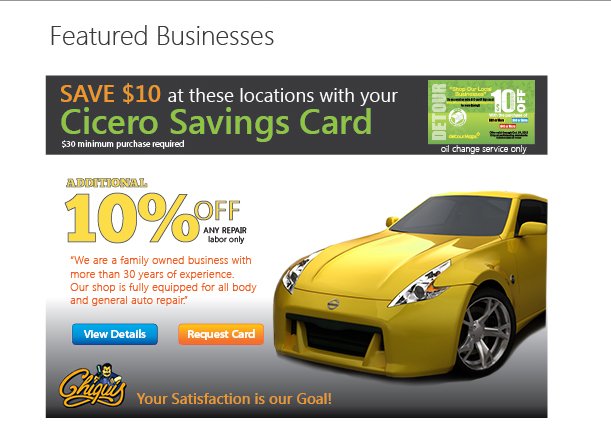 Featured Businesses
SAVE $10 at these locations with your
Cicero Savings Card
$30 minimum purchase required
DETOUR
"Shop Our Local
Businesses"
10% OFF
detourMaps
oil change service only
ADDITIONAL
10% OFF
ANY REPAIR
labor only
"We are a family owned business with
more than 30 years of experience.
Our shop is fully equipped for all body
and general auto repair."
View Details
Request Card
Chiquis
Your Satisfaction is our Goal!